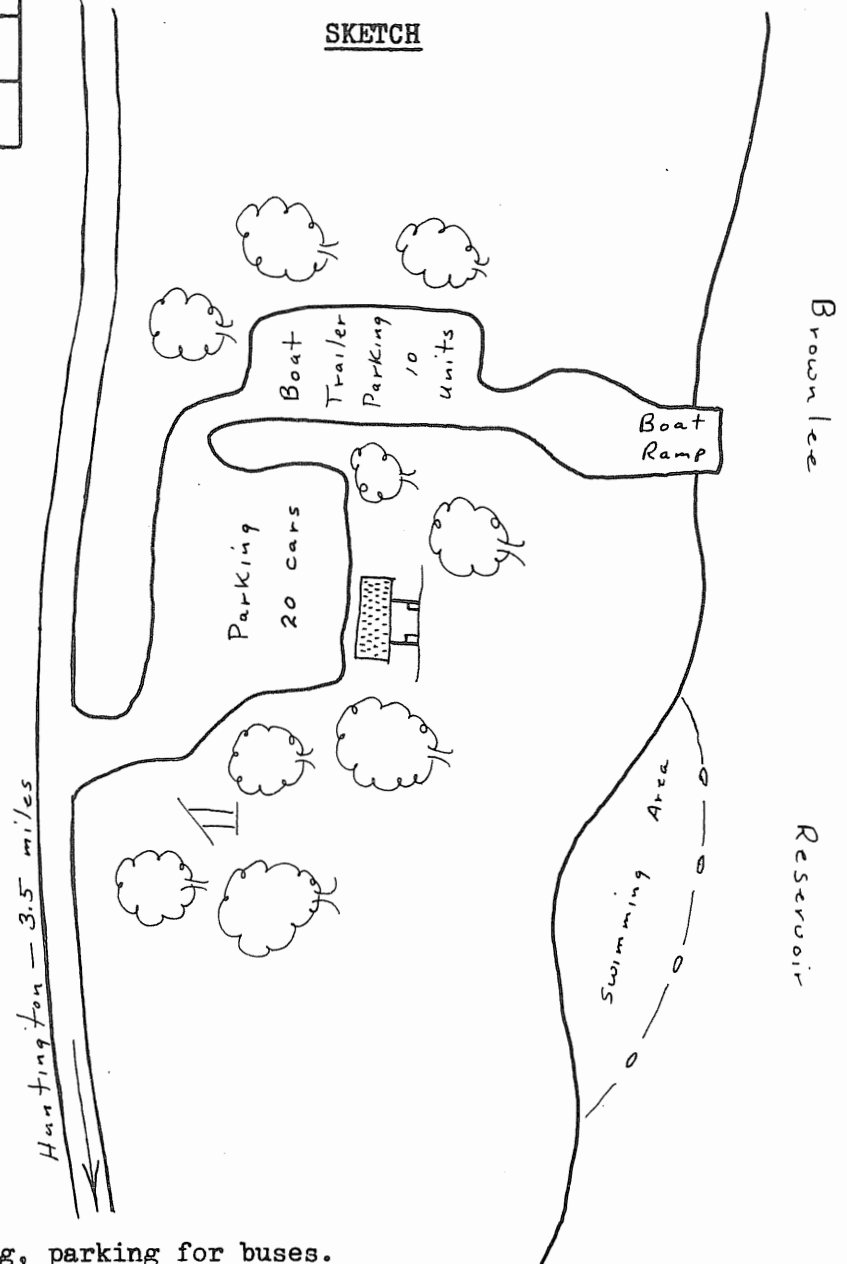 SKETCH
Brownlee
Reservoir
Boat
Trailer
Parking
10
units
Boat
Ramp
Parking
20 cars
Swimming Area
Huntington — 3.5 miles
g, parking for buses.